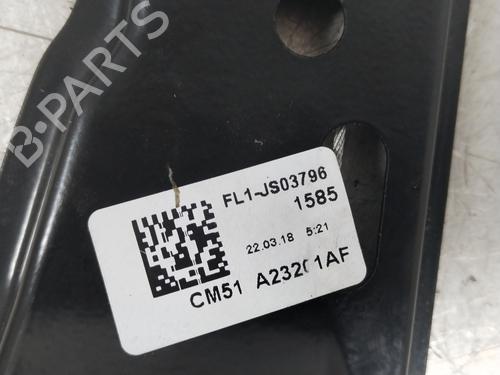 B-PARTS
FL1-JS03796
1585
22.03.18 5:21
CM51 A23201AF